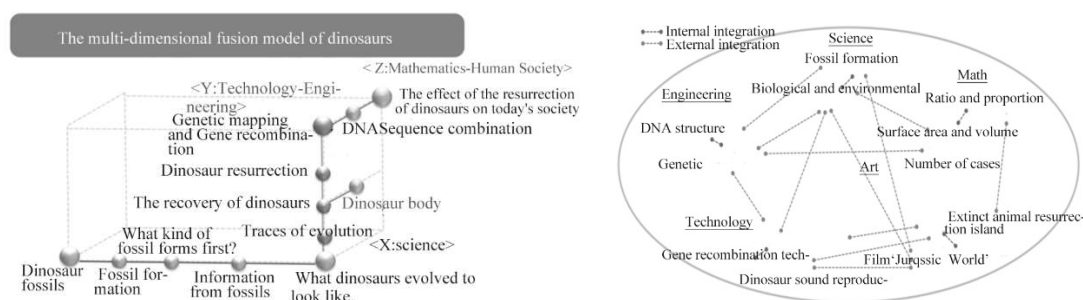 The multi-dimensional fusion model of dinosaurs
< Z:Mathematics-Human Society>
<Y:Technology-Engi-
neering>
The effect of the resurrection
of dinosaurs on today's society
Genetic mapping
and Gene recombina-
tion
DNASequence combination
Dinosaur resurrection
The recovery of dinosaurs
Dinosaur body
Traces of evolution
<X:science>
What kind of
fossil forms first?
Dinosaur
fossils
Fossil for-
mation
Information
from fossils
What dinosaurs evolved to
look like.
Internal integration
External integration
Science
Fossil formation
Biological and environmental
Math
Ratio and proportion
Surface area and volume
Number of cases
Engineering
DNA structure
Genetic
Art
Technology
Extinct animal resurrec-
tion island
Gene recombination tech-
Film‘Jurqssic World’
Dinosaur sound reproduc-